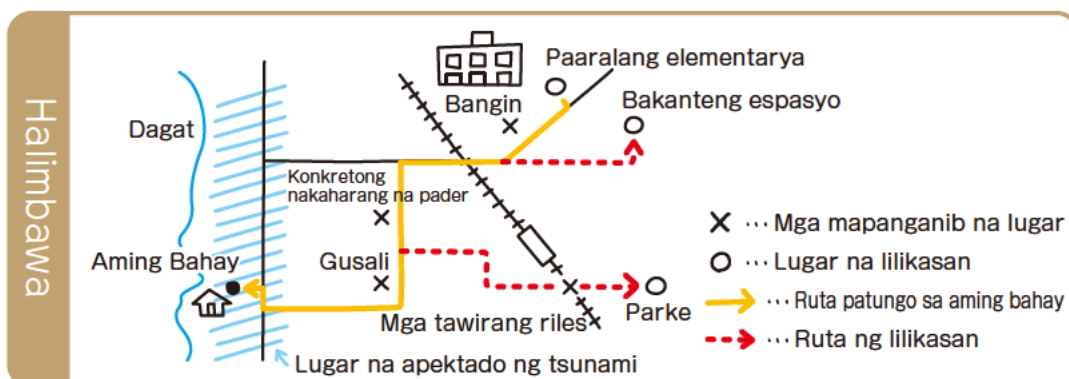 Halimbawa
Paaralang elementarya
Bangin
Bakanteng espasyo
Dagat
Konkretong
nakaharang na pader
Aming Bahay
Gusali
Mga tawirang riles
Parke
Lugar na apektado ng tsunami
× ··· Mga mapanganib na lugar
○ ··· Lugar na lilikasan
··· Ruta patungo sa aming bahay
··· Ruta ng lilikasan